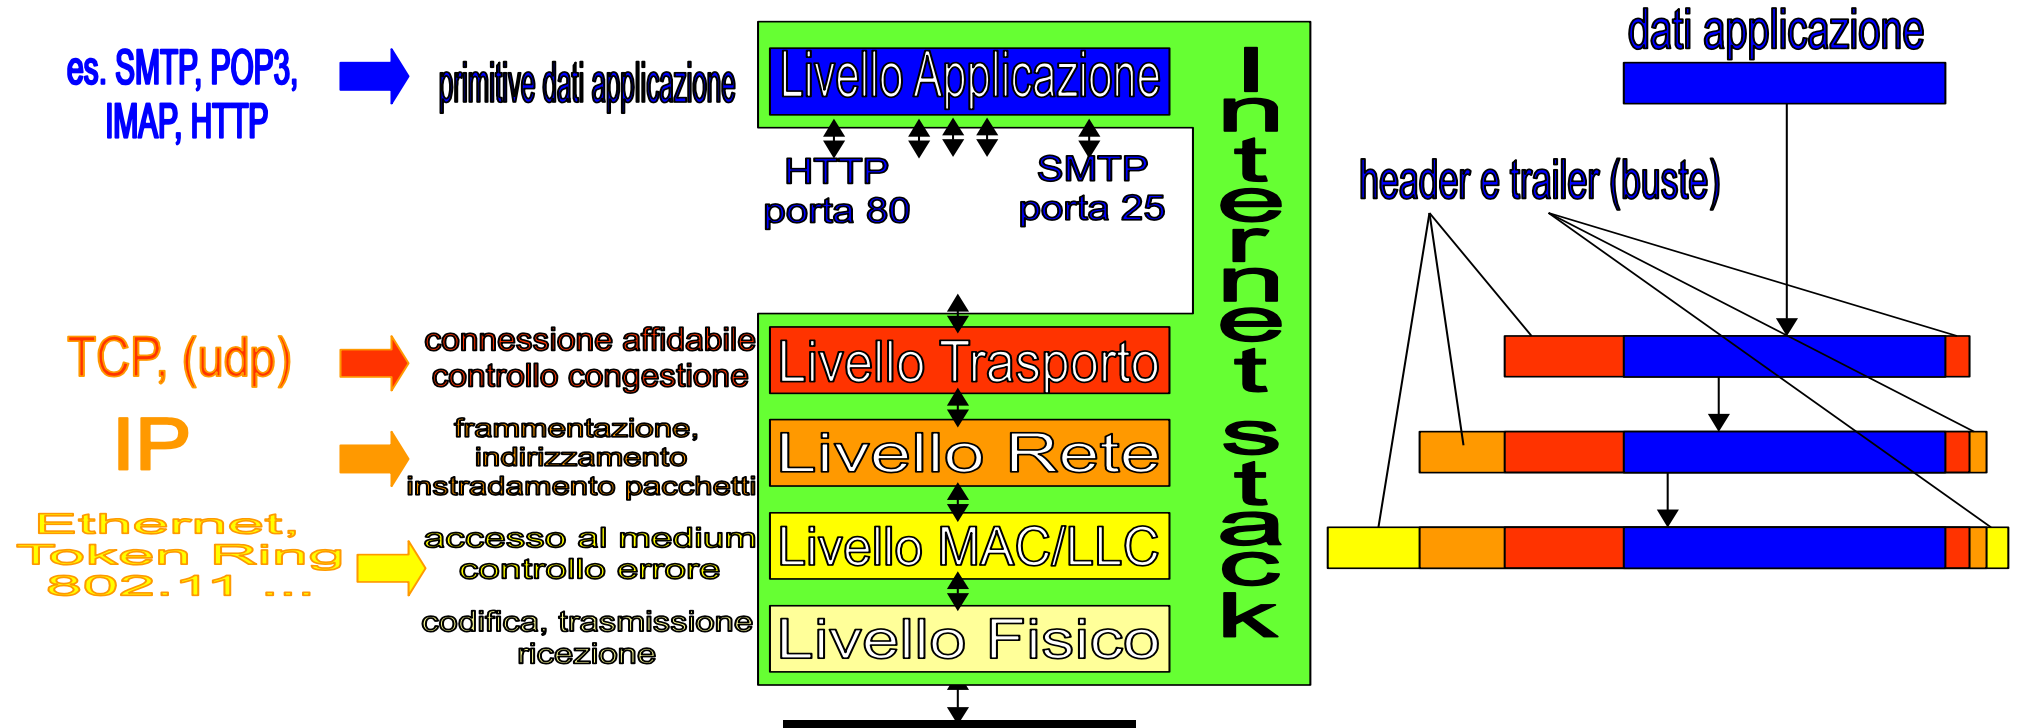 es. SMTP, POP3,
IMAP, HTTP
primitive dati applicazione
Livello Applicazione
HTTP
porta 80
SMTP
porta 25
Internet stack
TCP, (udp)
connessione affidabile
controllo congestione
Livello Trasporto
IP
frammentazione,
indirizzamento
instradamento pacchetti
Livello Rete
Ethernet,
Token Ring
802.11 ...
accesso al medium
controllo errore
Livello MAC/LLC
codifica, trasmissione
ricezione
Livello Fisico
dati applicazione
header e trailer (buste)